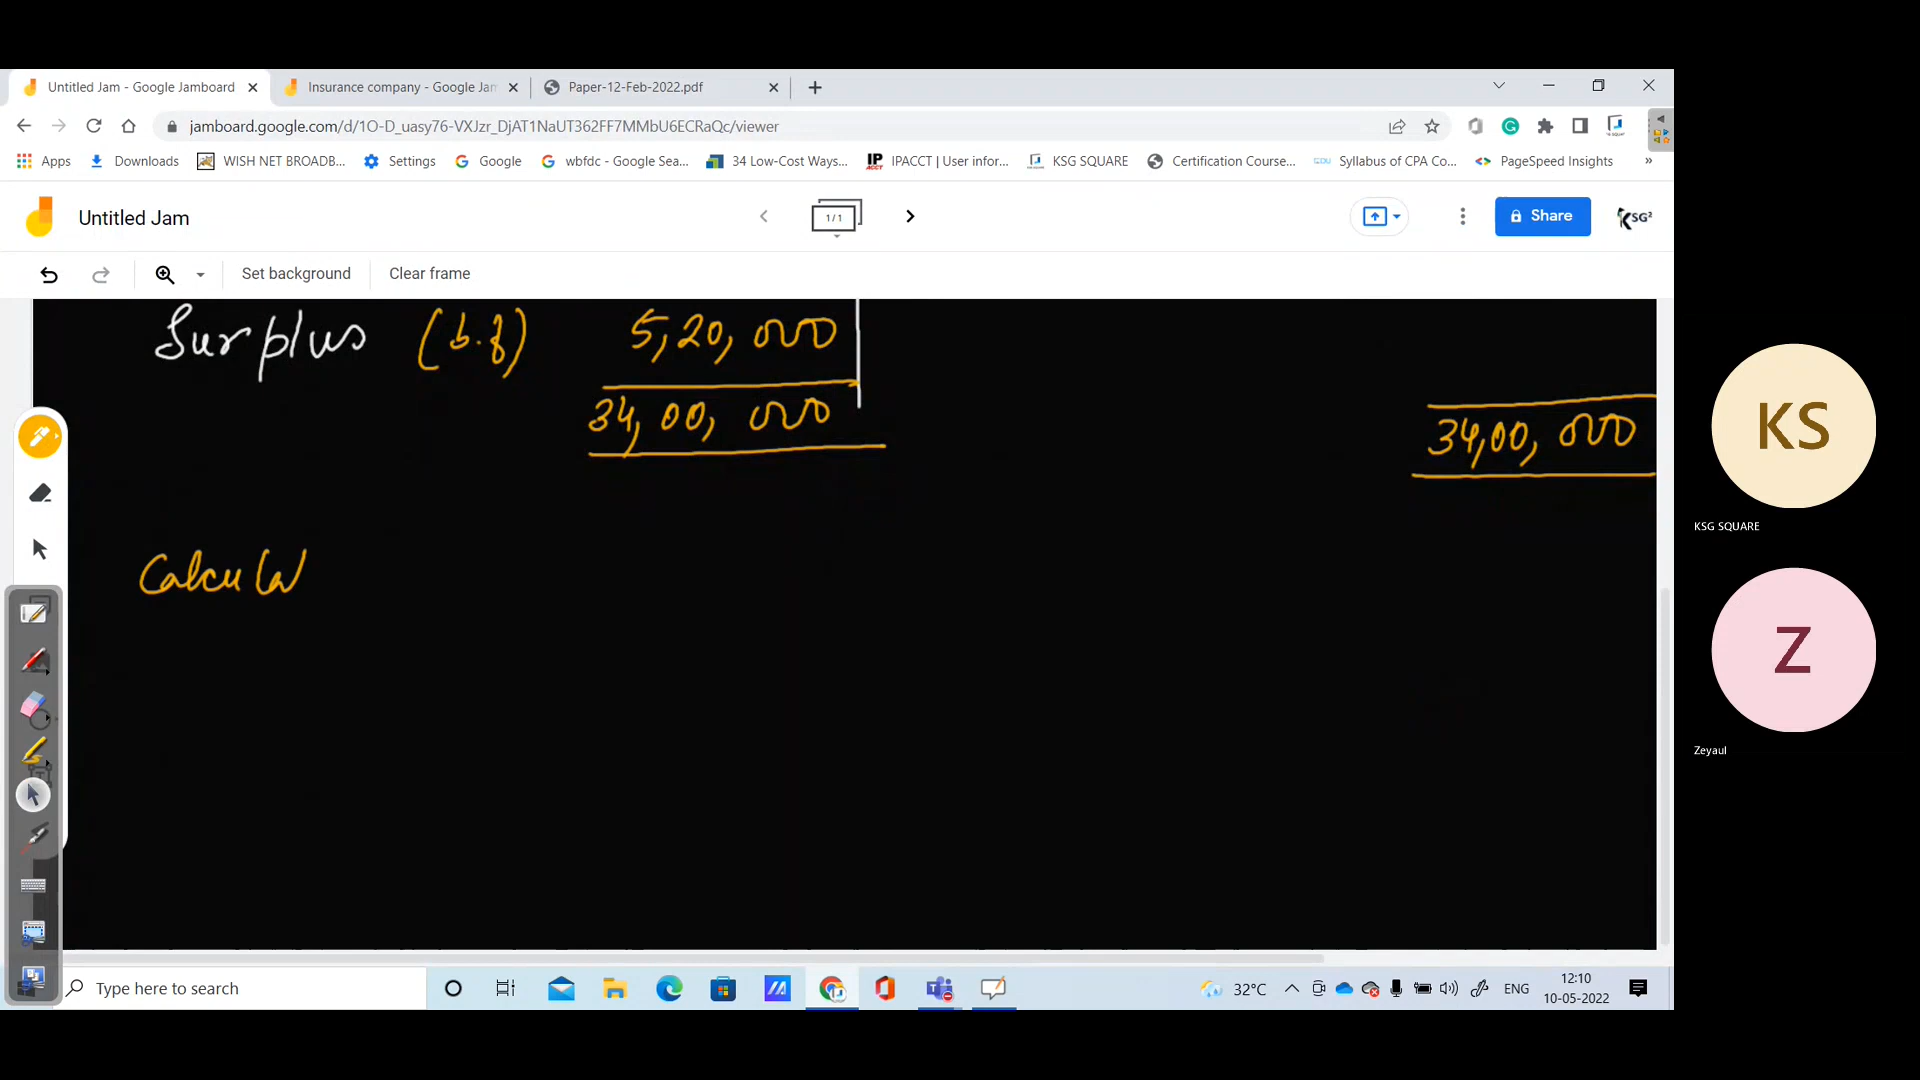 Untitled Jam - Google Jamboard
Insurance company - Google Jam
Paper-12-Feb-2022.pdf
jamboard.google.com/d/1O-D_uasy76-VXJzr_DjAT1NaUT362FF7MMbU6ECRaQc/viewer
Apps Downloads WISH NET BROADB... Settings Google wbfdc - Google Sea... 34 Low-Cost Ways... IPACCT | User infor... KSG SQUARE Certification Course... Syllabus of CPA Co... PageSpeed Insights »
Untitled Jam
1 / 1
Share
KSG²
Set background Clear frame
Surplus (b.f) 5,20,000
34,00,000
34,00,000
Calcula
KS
KSG SQUARE
Z
Zeyaul
Type here to search
32°C
ENG
12:10
10-05-2022